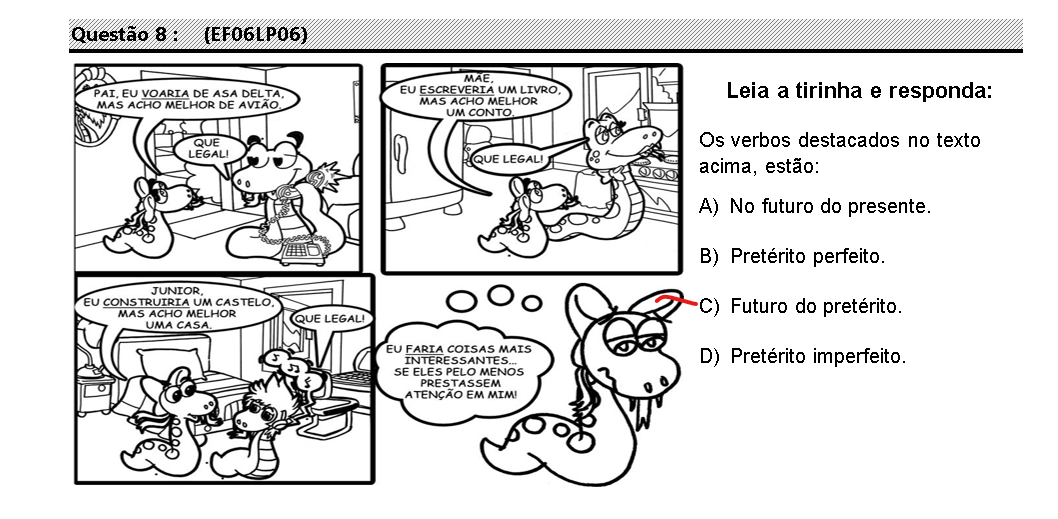 Questão 8 : (EF06LP06)
PAI, EU VOARIA DE ASA DELTA,
MAS ACHO MELHOR DE AVIÃO.
QUE
LEGAL!
MÃE,
EU ESCREVERIA UM LIVRO,
MAS ACHO MELHOR
UM CONTO.
QUE LEGAL!
JUNIOR,
EU CONSTRUIRIA UM CASTELO,
MAS ACHO MELHOR
UMA CASA.
QUE LEGAL!
EU FARIA COISAS MAIS
INTERESSANTES...
SE ELES PELO MENOS
PRESTASSEM
ATENÇÃO EM MIM!
Leia a tirinha e responda:
Os verbos destacados no texto
acima, estão:
A) No futuro do presente.
B) Pretérito perfeito.
C) Futuro do pretérito.
D) Pretérito imperfeito.